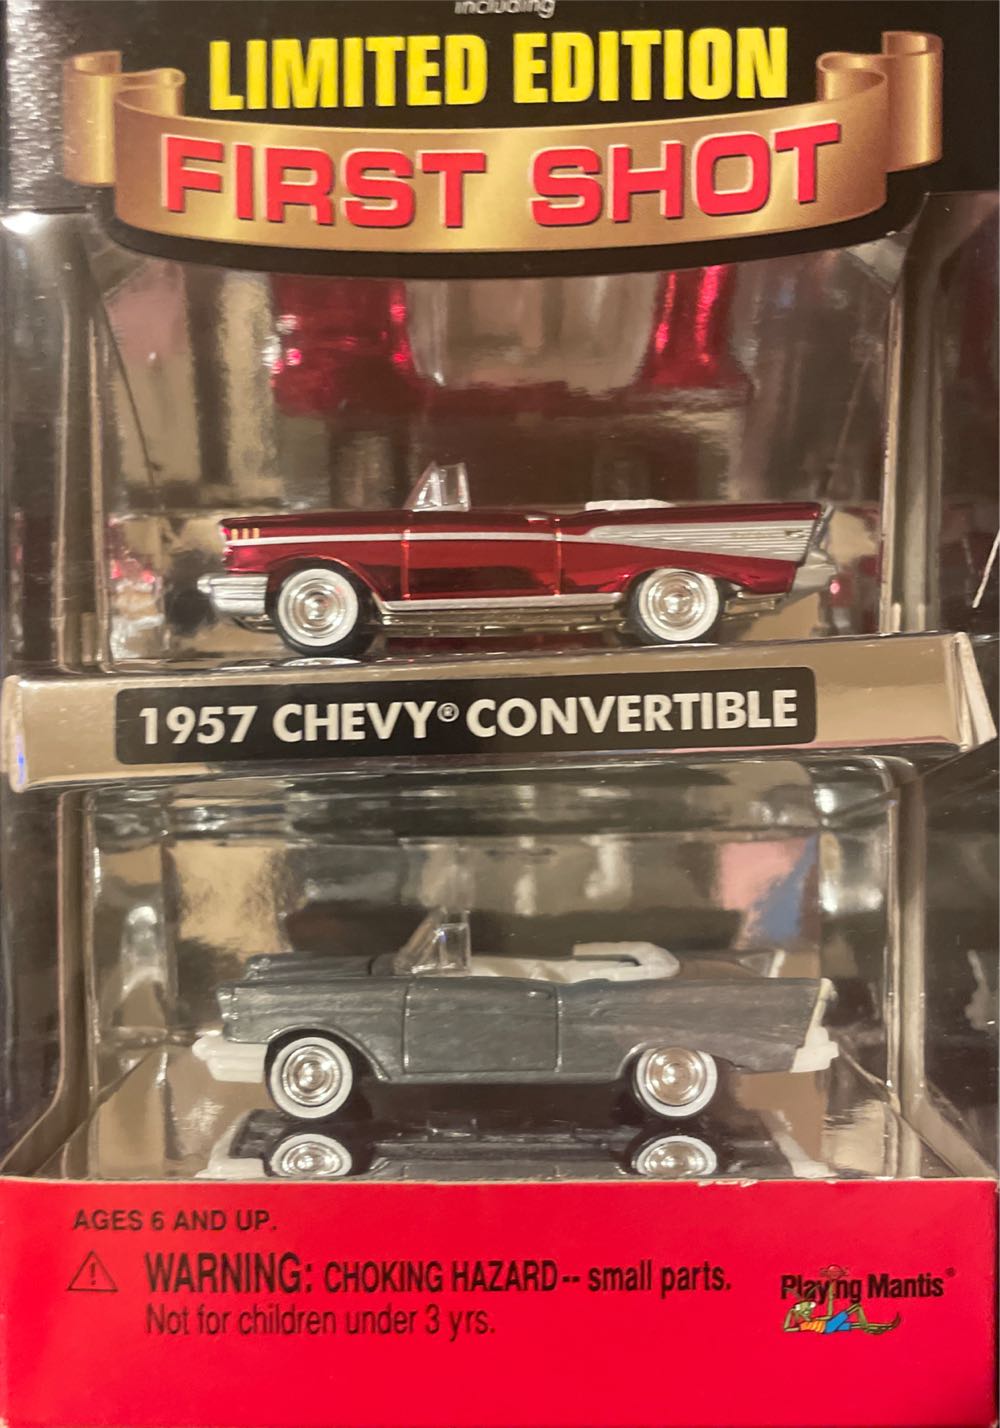 including
LIMITED EDITION
FIRST SHOT
1957 CHEVY® CONVERTIBLE
AGES 6 AND UP.
WARNING: CHOKING HAZARD-- small parts.
Not for children under 3 yrs.
Playing Mantis®